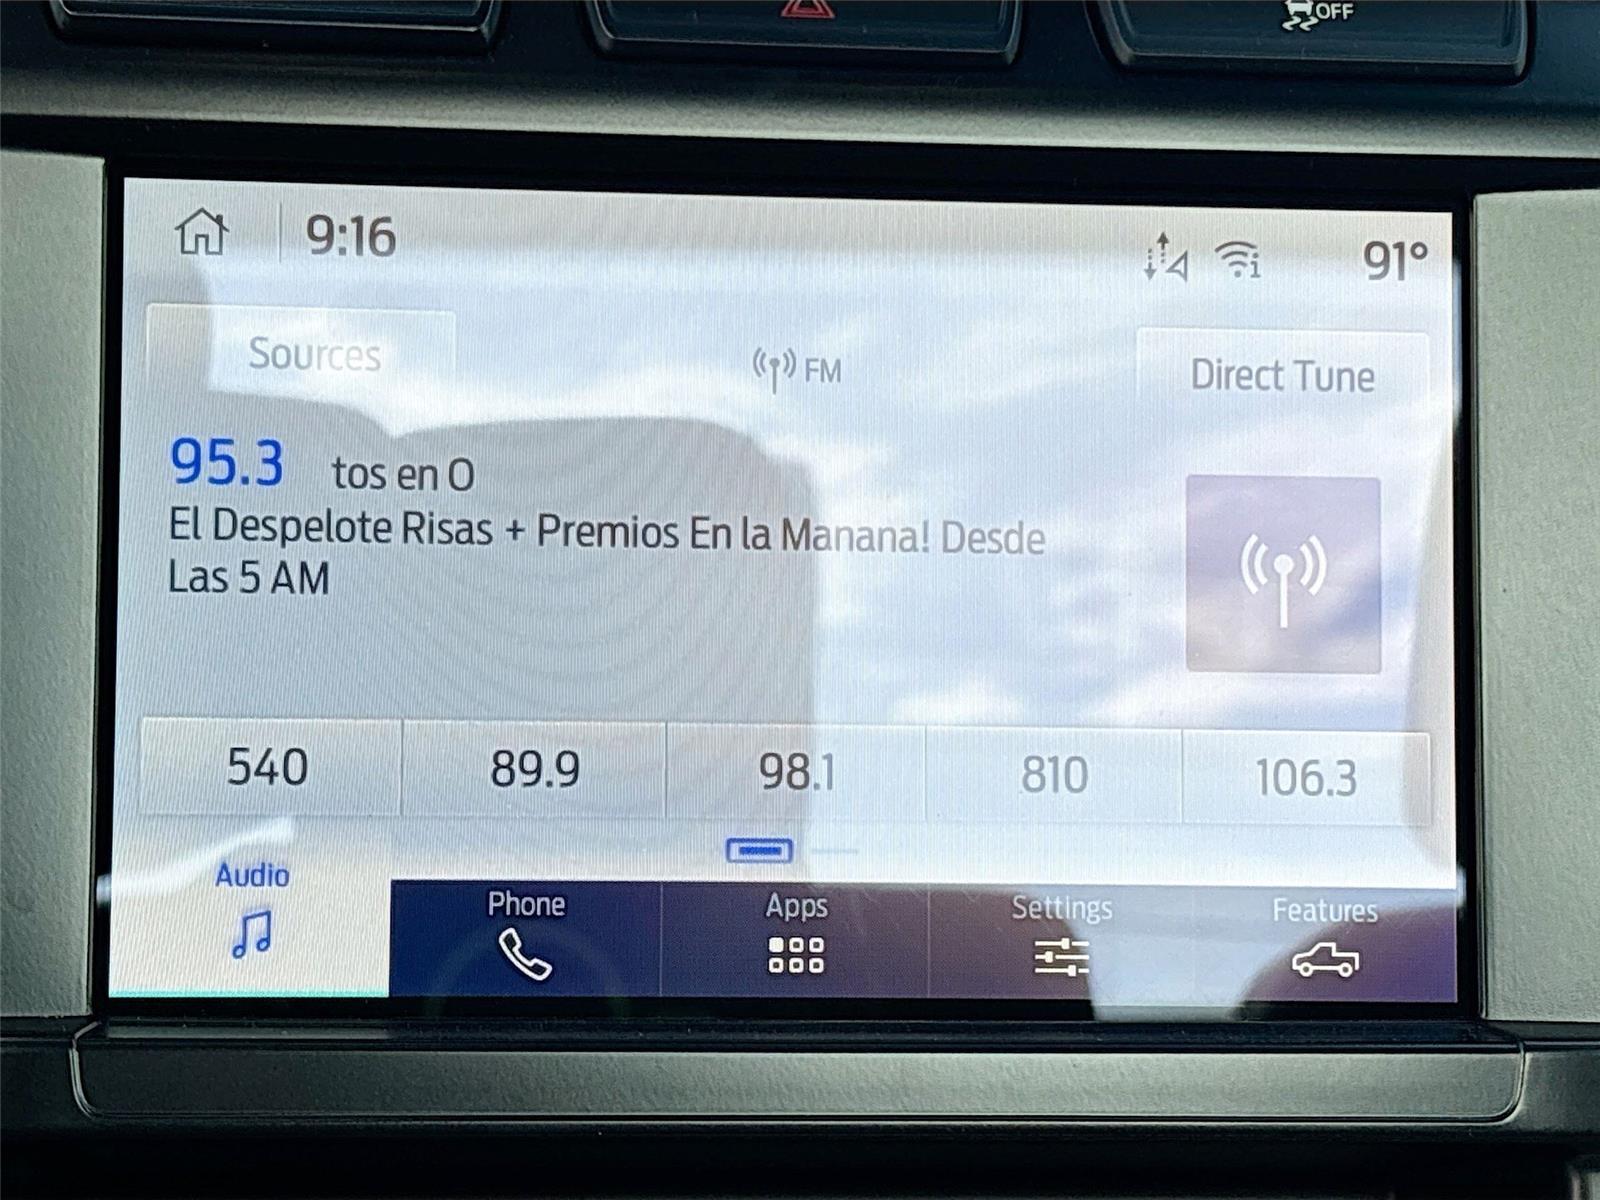 OFF
9:16
91°
Sources
FM
Direct Tune
95.3 tos en O
El Despelote Risas + Premios En la Manana! Desde
Las 5 AM
540 89.9 98.1 810 106.3
Audio Phone Apps Settings Features